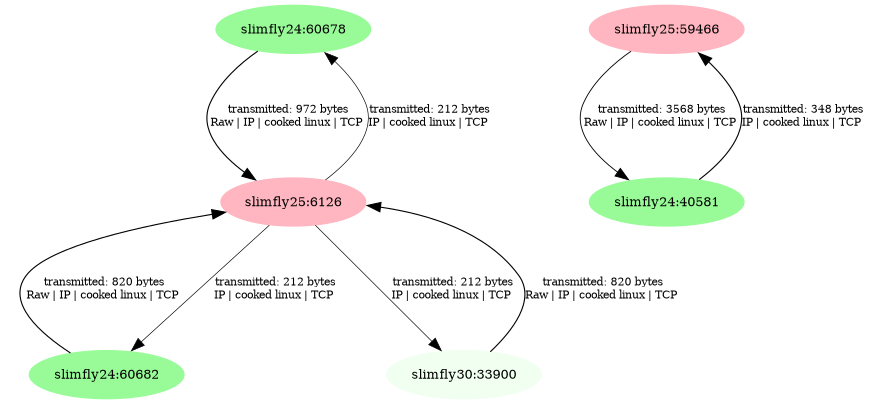 slimfly24:60678
slimfly25:59466
transmitted: 972 bytes
Raw | IP | cooked linux | TCP
transmitted: 212 bytes
IP | cooked linux | TCP
transmitted: 3568 bytes
Raw | IP | cooked linux | TCP
transmitted: 348 bytes
IP | cooked linux | TCP
slimfly25:6126
slimfly24:40581
transmitted: 820 bytes
Raw | IP | cooked linux | TCP
transmitted: 212 bytes
IP | cooked linux | TCP
transmitted: 212 bytes
IP | cooked linux | TCP
transmitted: 820 bytes
Raw | IP | cooked linux | TCP
slimfly24:60682
slimfly30:33900